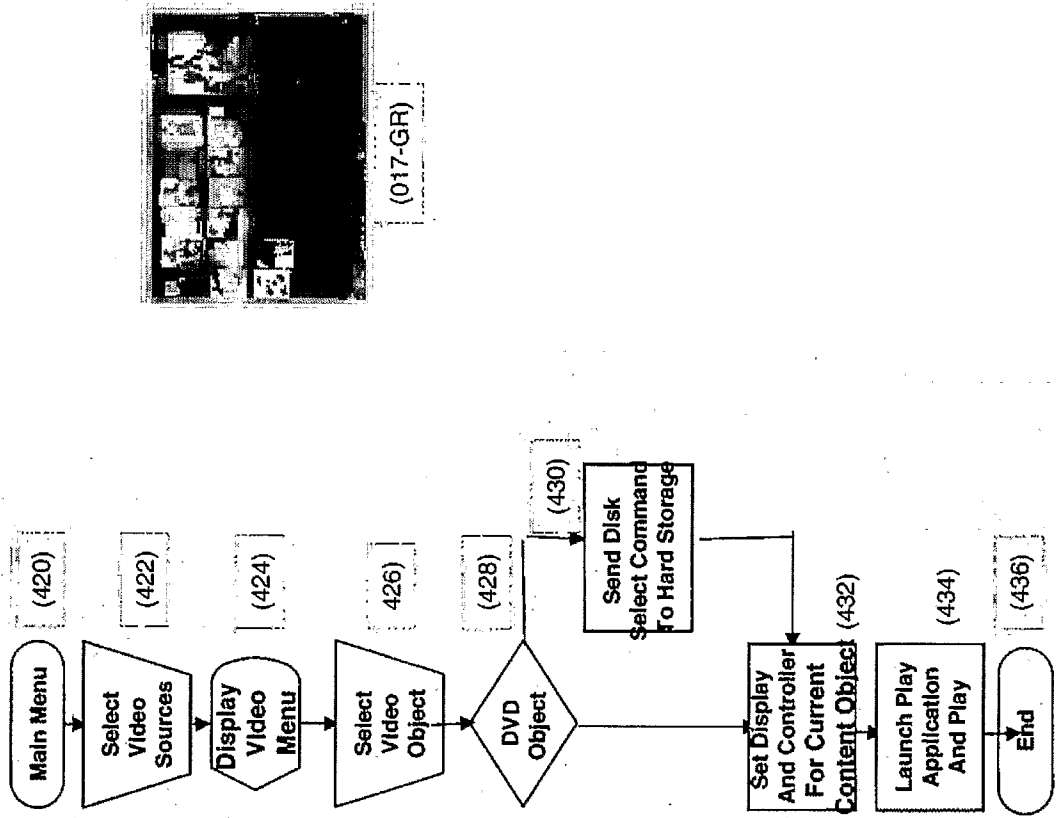 Main Menu
(420)
Select
Video
Sources
(422)
Display
Video
Menu
(424)
Select
Video
Object
426)
DVD
Object
(428)
Send Disk
Select Command
To Hard Storage
(430)
Set Display
And Controller
For Current
Content Object
(432)
Launch Play
Application
And Play
(434)
End
(436)
(017-GR)